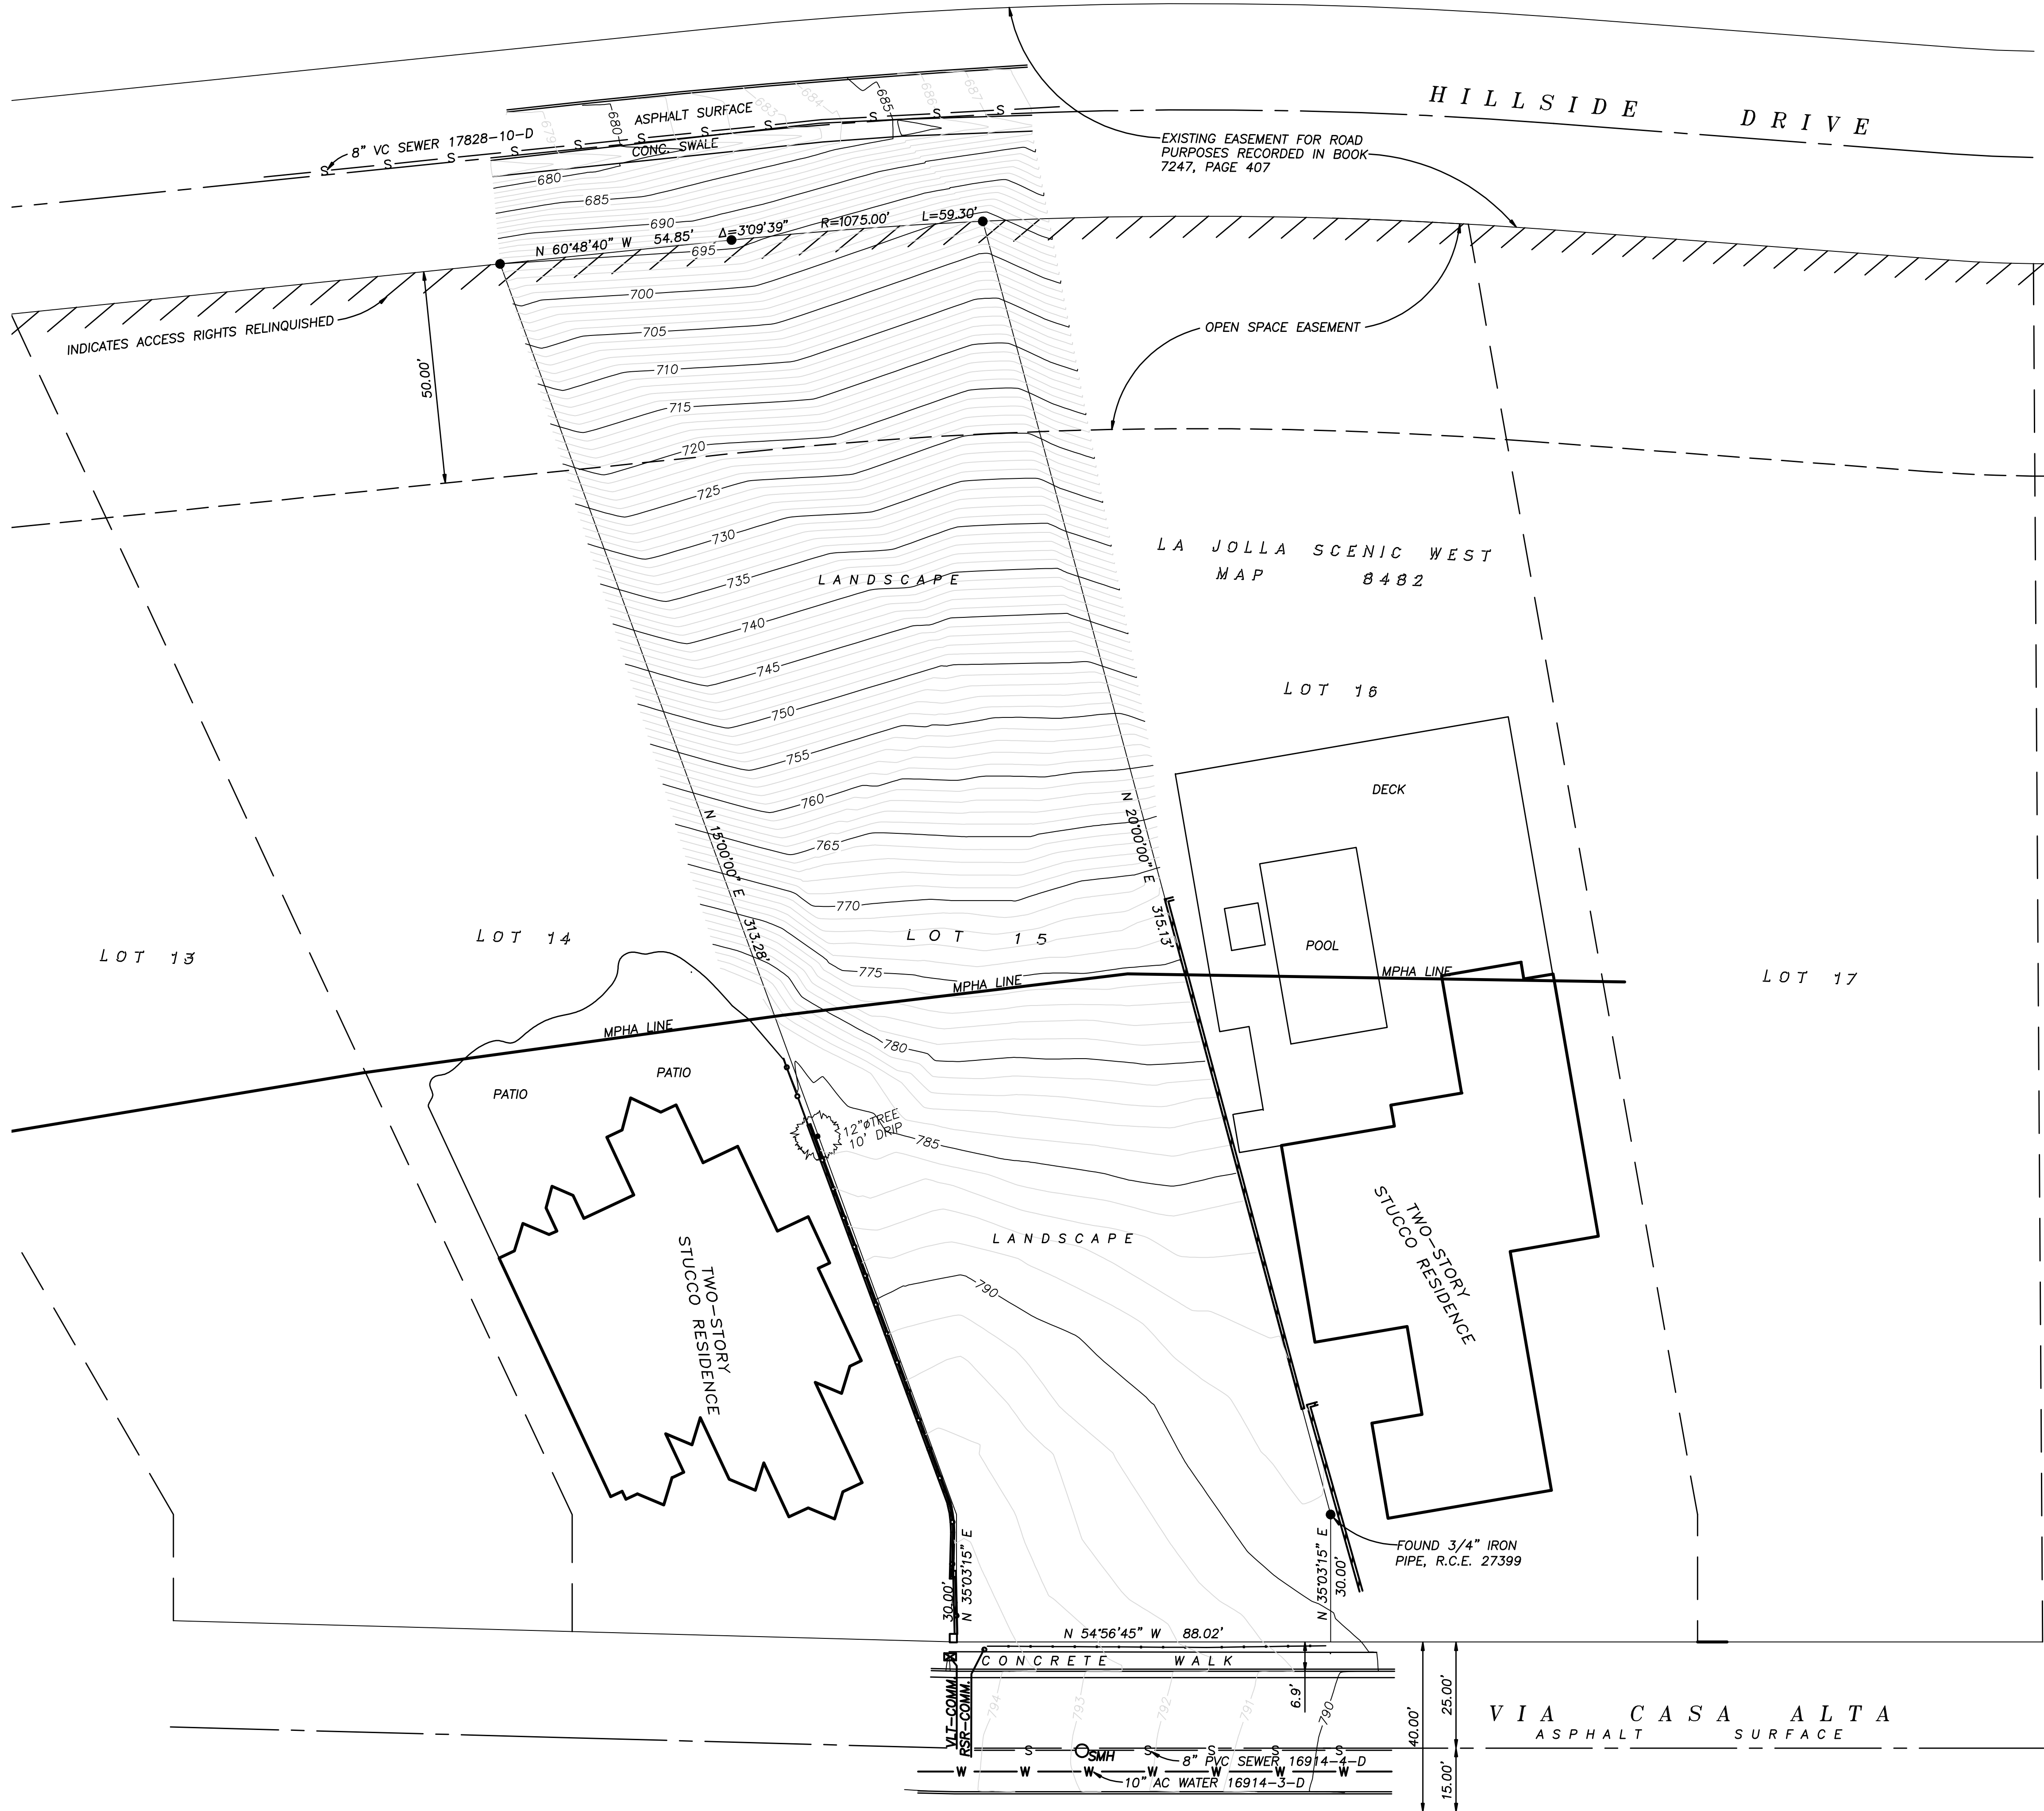 HILLSIDE DRIVE
679
680
683
684
685
686
687
ASPHALT SURFACE
8" VC SEWER 17828-10-D
S S S S S S S S S S S
CONC. SWALE
EXISTING EASEMENT FOR ROAD
PURPOSES RECORDED IN BOOK
7247, PAGE 407
680
685
690
N 60°48'40" W 54.85'
Δ=3°09'39" R=1075.00' L=59.30'
695
700
INDICATES ACCESS RIGHTS RELINQUISHED
OPEN SPACE EASEMENT
50.00'
705
710
715
720
725
730
735
LANDSCAPE
LA JOLLA SCENIC WEST
MAP 8482
740
745
750
755
760
765
770
775
780
785
790
LOT 16
DECK
POOL
N 15°00'00" E 313.28'
N 20°00'00" E 315.13'
LOT 13
LOT 14
LOT 15
LOT 17
MPHA LINE
MPHA LINE
MPHA LINE
PATIO
PATIO
12"øTREE
10' DRIP
LANDSCAPE
TWO-STORY
STUCCO RESIDENCE
TWO-STORY
STUCCO RESIDENCE
FOUND 3/4" IRON
PIPE, R.C.E. 27399
30.00'
N 35°03'15" E
N 35°03'15" E
30.00'
N 54°56'45" W 88.02'
CONCRETE WALK
VLT-COMM.
RSR-COMM.
794
793
792
791
790
6.9'
40.00'
25.00'
15.00'
VIA CASA ALTA
ASPHALT SURFACE
S S S S S
SMH
8" PVC SEWER 16914-4-D
W W W W W W W
10" AC WATER 16914-3-D